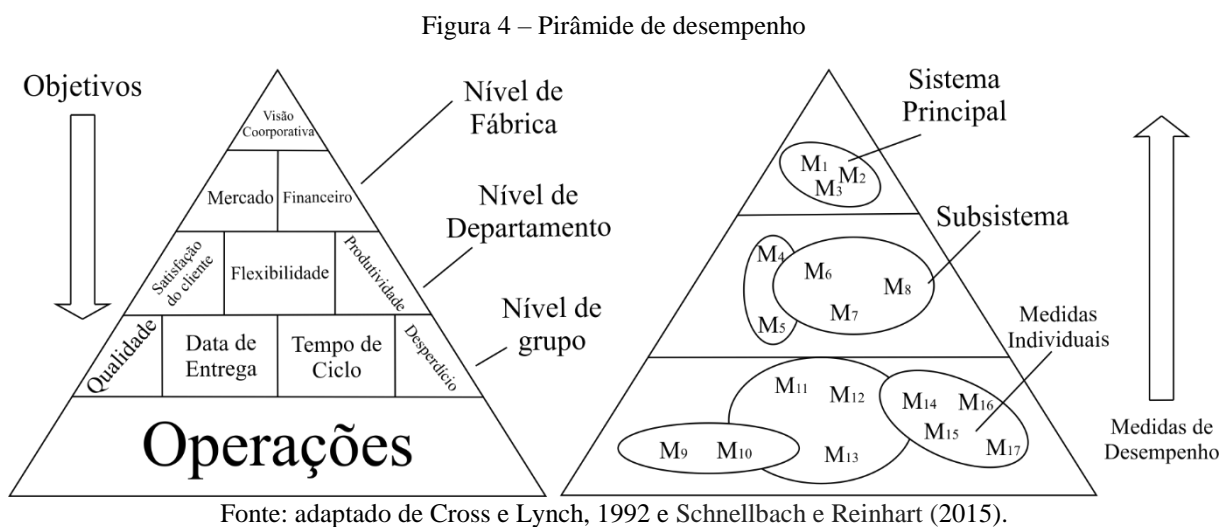 Figura 4 – Pirâmide de desempenho
Objetivos
Visão
Coorporativa
Mercado
Financeiro
Satisfação
do cliente
Flexibilidade
Produtividade
Qualidade
Data de
Entrega
Tempo de
Ciclo
Desperdício
Operações
Nível de
Fábrica
Nível de
Departamento
Nível de
grupo
Sistema
Principal
M1
M2
M3
Subsistema
M4
M5
M6
M7
M8
Medidas
Individuais
M9
M10
M11
M12
M13
M14
M15
M16
M17
Medidas de
Desempenho
Fonte: adaptado de Cross e Lynch, 1992 e Schnellbach e Reinhart (2015).